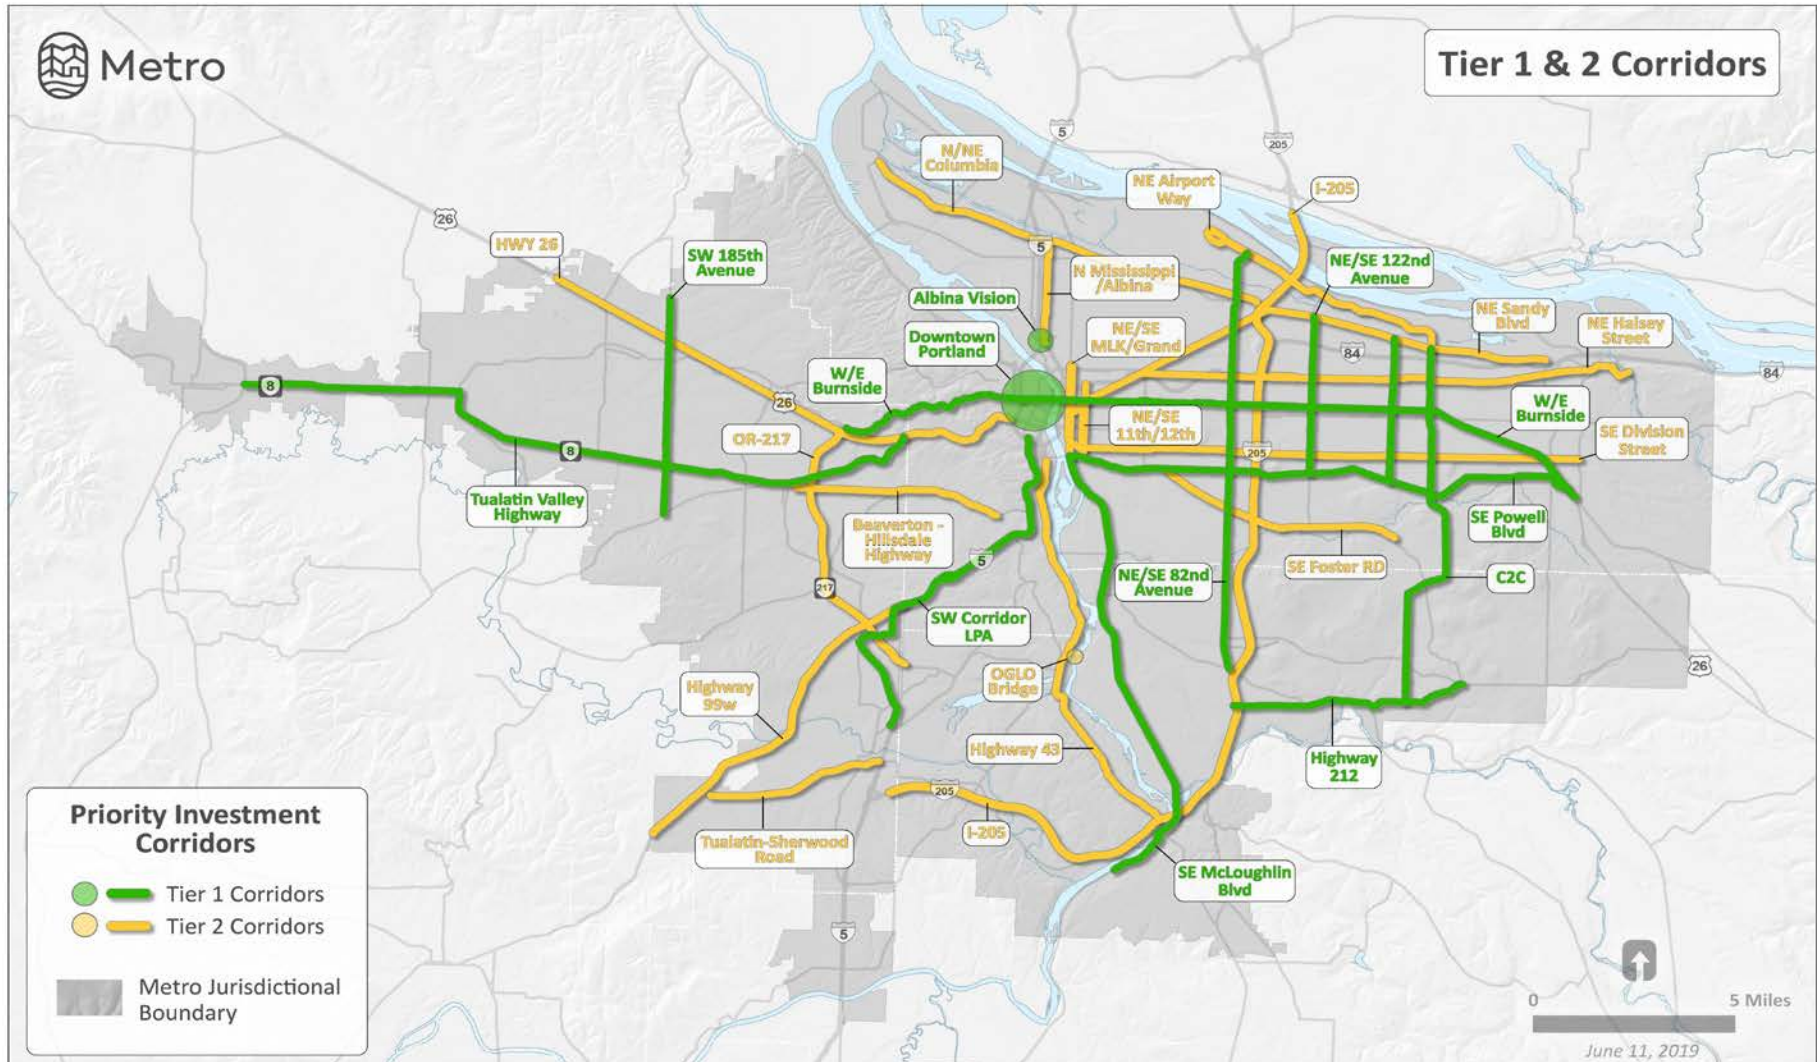 Metro
Tier 1 & 2 Corridors
5
205
N/NE
Columbia
NE Airport
Way
I-205
26
HWY 26
SW 185th
Avenue
5
N Mississippi
/Albina
NE/SE 122nd
Avenue
Albina Vision
NE Sandy
Blvd
NE Halsey
Street
Downtown
Portland
NE/SE
MLK/Grand
84
84
8
W/E
Burnside
26
W/E
Burnside
OR-217
NE/SE
11th/12th
SE Division
Street
8
205
Tualatin Valley
Highway
Beaverton -
Hillsdale
Highway
SE Powell
Blvd
5
SE Foster RD
NE/SE 82nd
Avenue
C2C
217
SW Corridor
LPA
OGLO
Bridge
26
Highway
99w
Highway 43
Highway
212
205
I-205
Tualatin-Sherwood
Road
SE McLoughlin
Blvd
5
Priority Investment
Corridors
Tier 1 Corridors
Tier 2 Corridors
Metro Jurisdictional
Boundary
0 5 Miles
June 11, 2019